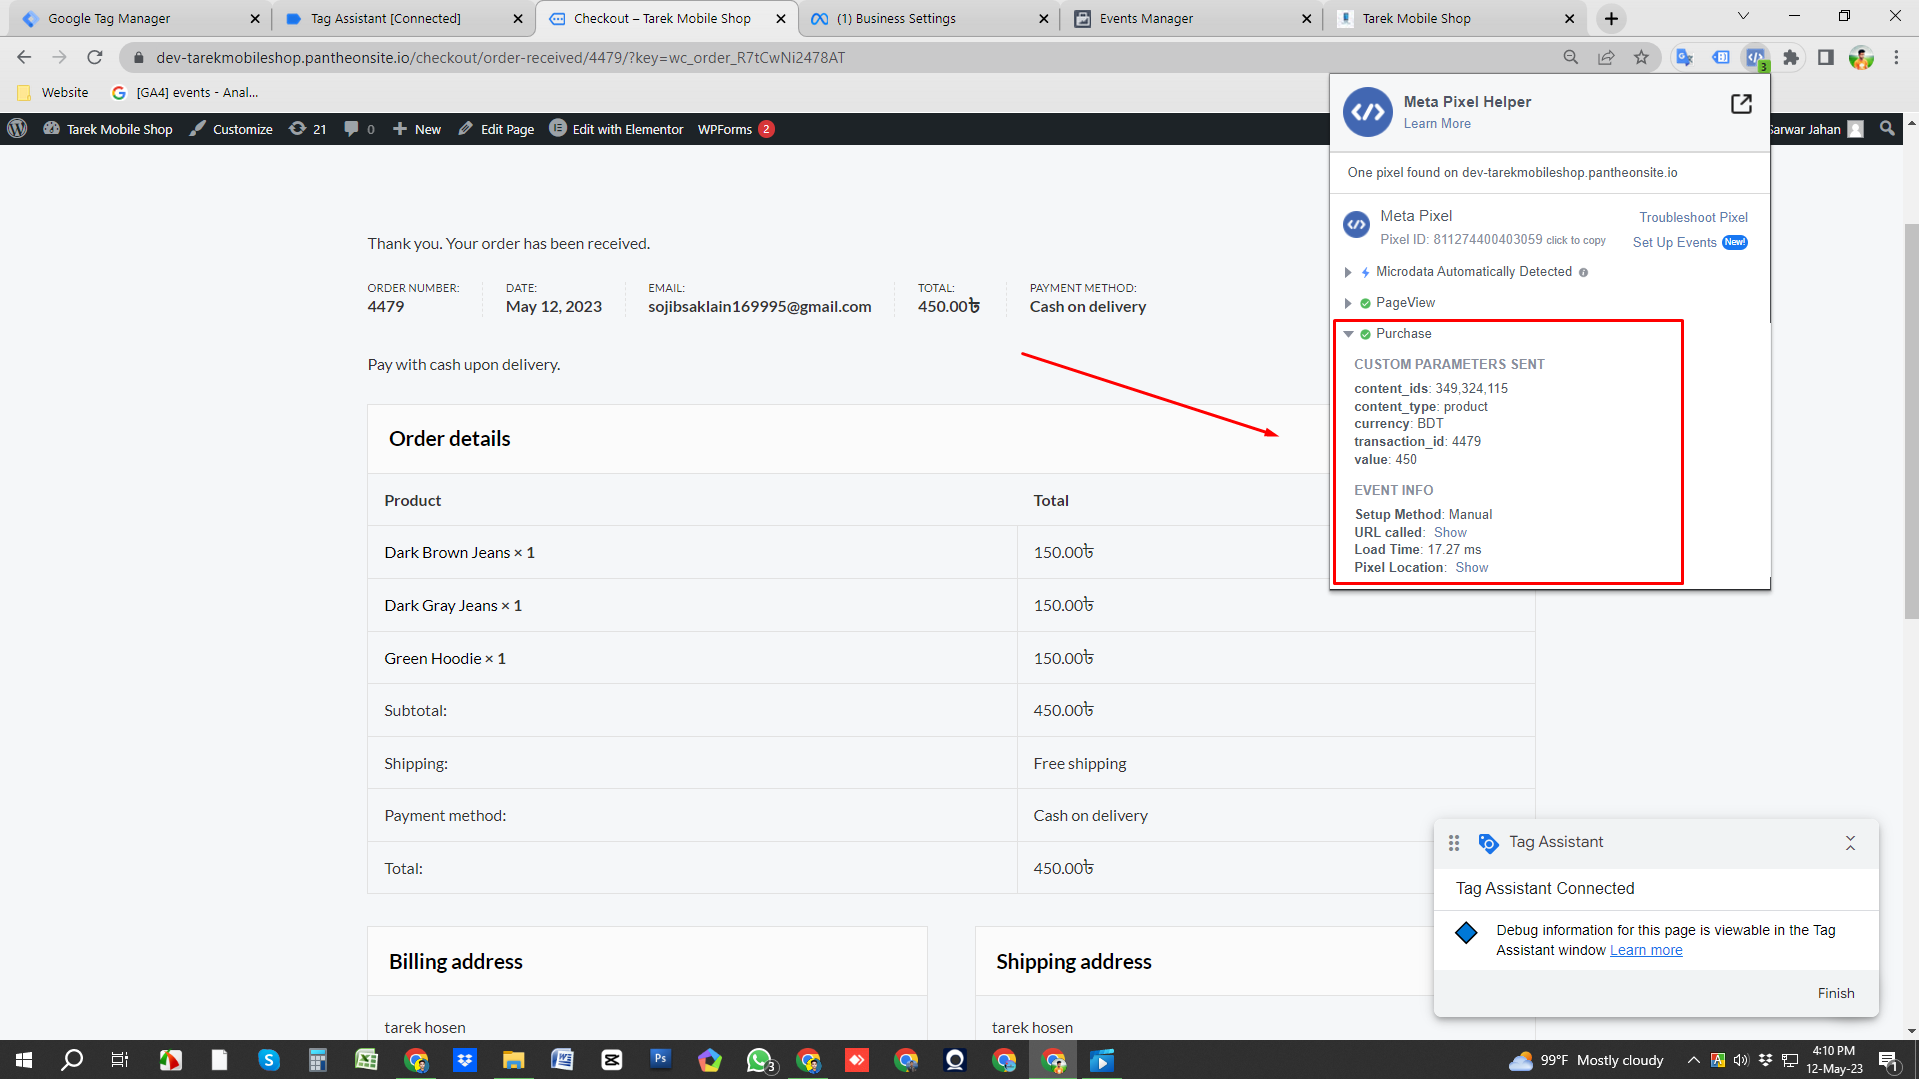 Google Tag Manager
Tag Assistant [Connected]
Checkout – Tarek Mobile Shop
(1) Business Settings
Events Manager
Tarek Mobile Shop
dev-tarekmobileshop.pantheonsite.io/checkout/order-received/4479/?key=wc_order_R7tCwNi2478AT
3
Website
[GA4] events - Anal...
Tarek Mobile Shop
Customize
21
0
New
Edit Page
Edit with Elementor
WPForms 2
Sarwar Jahan
Meta Pixel Helper
Learn More
One pixel found on dev-tarekmobileshop.pantheonsite.io
Meta Pixel
Troubleshoot Pixel
Pixel ID: 811274400403059 click to copy
Set Up Events New!
Microdata Automatically Detected
PageView
Purchase
CUSTOM PARAMETERS SENT
content_ids: 349,324,115
content_type: product
currency: BDT
transaction_id: 4479
value: 450
EVENT INFO
Setup Method: Manual
URL called: Show
Load Time: 17.27 ms
Pixel Location: Show
Thank you. Your order has been received.
ORDER NUMBER:
4479
DATE:
May 12, 2023
EMAIL:
sojibsaklain169995@gmail.com
TOTAL:
450.00৳
PAYMENT METHOD:
Cash on delivery
Pay with cash upon delivery.
Order details
Product Total
Dark Brown Jeans × 1 150.00৳
Dark Gray Jeans × 1 150.00৳
Green Hoodie × 1 150.00৳
Subtotal: 450.00৳
Shipping: Free shipping
Payment method: Cash on delivery
Total: 450.00৳
Billing address
tarek hosen
Shipping address
tarek hosen
Tag Assistant
Tag Assistant Connected
Debug information for this page is viewable in the Tag
Assistant window Learn more
Finish
Ps
3
99°F Mostly cloudy
4:10 PM
12-May-23
1